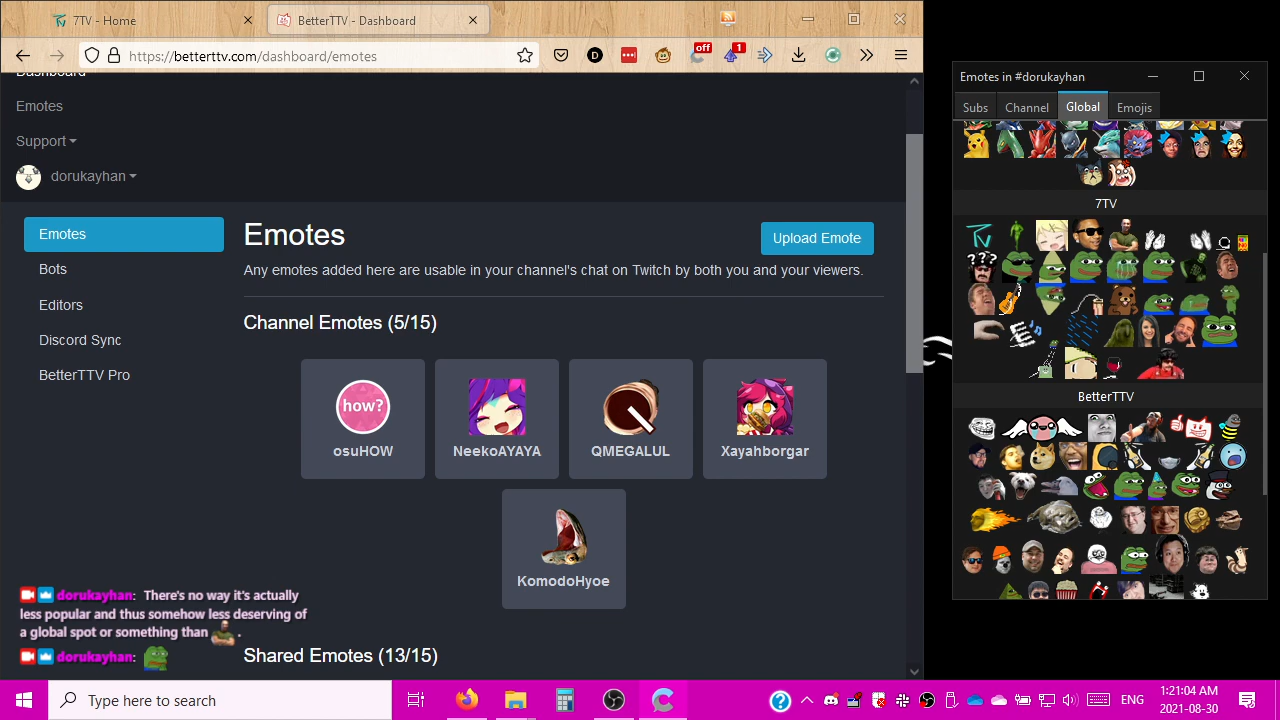 7TV - Home
BetterTTV - Dashboard
https://betterttv.com/dashboard/emotes
off
1
Dashboard
Emotes
Support
dorukayhan
Emotes
Bots
Editors
Discord Sync
BetterTTV Pro
Emotes
Upload Emote
Any emotes added here are usable in your channel's chat on Twitch by both you and your viewers.
Channel Emotes (5/15)
how?
osuHOW
NeekoAYAYA
QMEGALUL
Xayahborgar
KomodoHyoe
Shared Emotes (13/15)
dorukayhan: There's no way it's actually
less popular and thus somehow less deserving of
a global spot or something than .
dorukayhan:
Emotes in #dorukayhan
Subs
Channel
Global
Emojis
7TV
???
BetterTTV
Type here to search
ENG
1:21:04 AM
2021-08-30